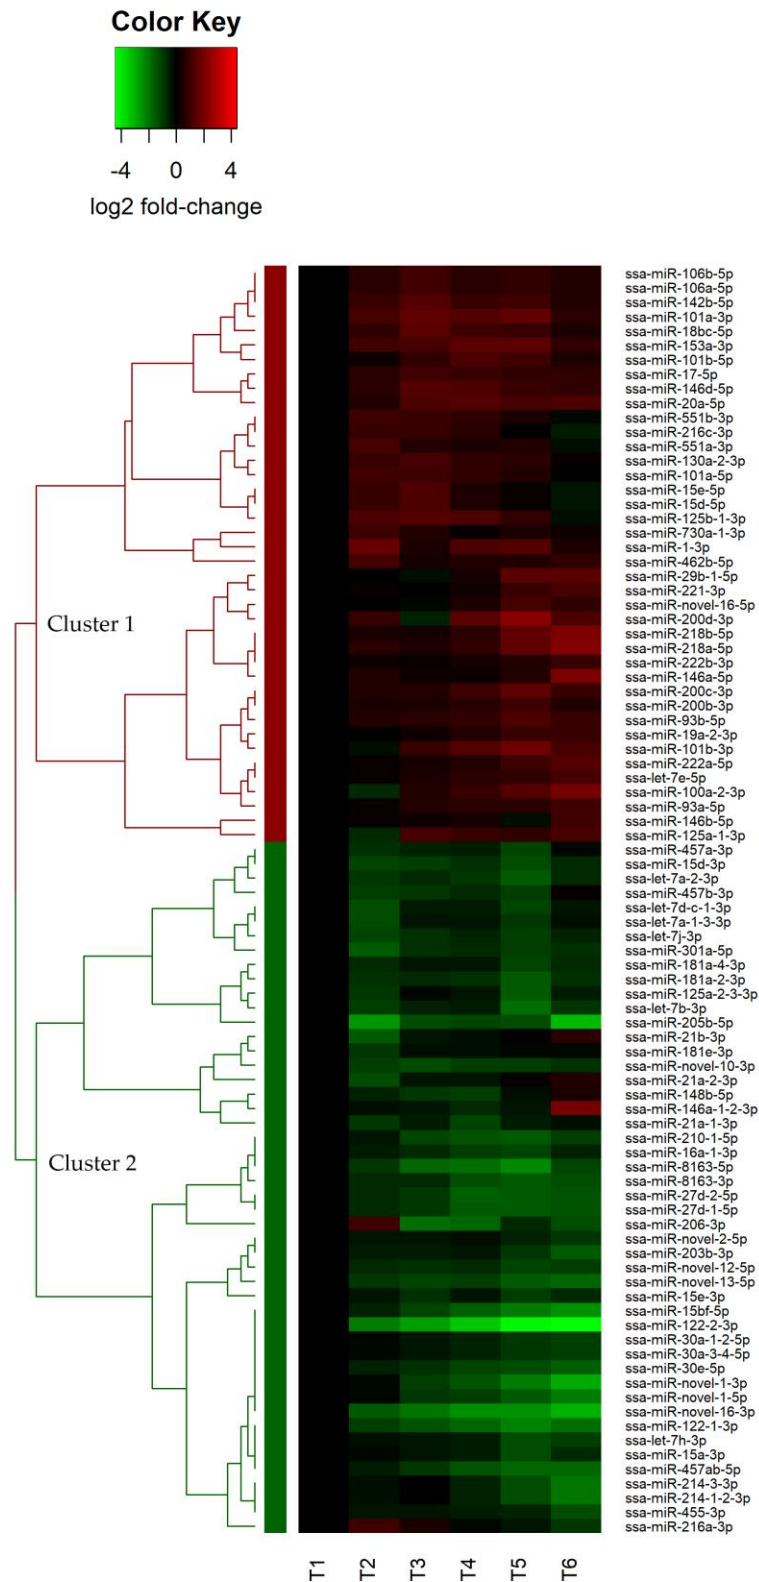 Color Key
-4 0 4
log2 fold-change
ssa-miR-106b-5p
ssa-miR-106a-5p
ssa-miR-142b-5p
ssa-miR-101a-3p
ssa-miR-18bc-5p
ssa-miR-153a-3p
ssa-miR-101b-5p
ssa-miR-17-5p
ssa-miR-146d-5p
ssa-miR-20a-5p
ssa-miR-551b-3p
ssa-miR-216c-3p
ssa-miR-551a-3p
ssa-miR-130a-2-3p
ssa-miR-101a-5p
ssa-miR-15e-5p
ssa-miR-15d-5p
ssa-miR-125b-1-3p
ssa-miR-730a-1-3p
ssa-miR-1-3p
ssa-miR-462b-5p
ssa-miR-29b-1-5p
ssa-miR-221-3p
ssa-miR-novel-16-5p
ssa-miR-200d-3p
Cluster 1
ssa-miR-218b-5p
ssa-miR-218a-5p
ssa-miR-222b-3p
ssa-miR-146a-5p
ssa-miR-200c-3p
ssa-miR-200b-3p
ssa-miR-93b-5p
ssa-miR-19a-2-3p
ssa-miR-101b-3p
ssa-miR-222a-5p
ssa-let-7e-5p
ssa-miR-100a-2-3p
ssa-miR-93a-5p
ssa-miR-146b-5p
ssa-miR-125a-1-3p
ssa-miR-457a-3p
ssa-miR-15d-3p
ssa-let-7a-2-3p
ssa-miR-457b-3p
ssa-let-7d-c-1-3p
ssa-let-7a-1-3-3p
ssa-let-7j-3p
ssa-miR-301a-5p
ssa-miR-181a-4-3p
ssa-miR-181a-2-3p
ssa-miR-125a-2-3-3p
ssa-let-7b-3p
ssa-miR-205b-5p
ssa-miR-21b-3p
ssa-miR-181e-3p
ssa-miR-novel-10-3p
ssa-miR-21a-2-3p
ssa-miR-148b-5p
ssa-miR-146a-1-2-3p
ssa-miR-21a-1-3p
ssa-miR-210-1-5p
ssa-miR-16a-1-3p
Cluster 2
ssa-miR-8163-5p
ssa-miR-8163-3p
ssa-miR-27d-2-5p
ssa-miR-27d-1-5p
ssa-miR-206-3p
ssa-miR-novel-2-5p
ssa-miR-203b-3p
ssa-miR-novel-12-5p
ssa-miR-novel-13-5p
ssa-miR-15e-3p
ssa-miR-15bf-5p
ssa-miR-122-2-3p
ssa-miR-30a-1-2-5p
ssa-miR-30a-3-4-5p
ssa-miR-30e-5p
ssa-miR-novel-1-3p
ssa-miR-novel-1-5p
ssa-miR-novel-16-3p
ssa-miR-122-1-3p
ssa-let-7h-3p
ssa-miR-15a-3p
ssa-miR-457ab-5p
ssa-miR-214-3-3p
ssa-miR-214-1-2-3p
ssa-miR-455-3p
ssa-miR-216a-3p
T1 T2 T3 T4 T5 T6